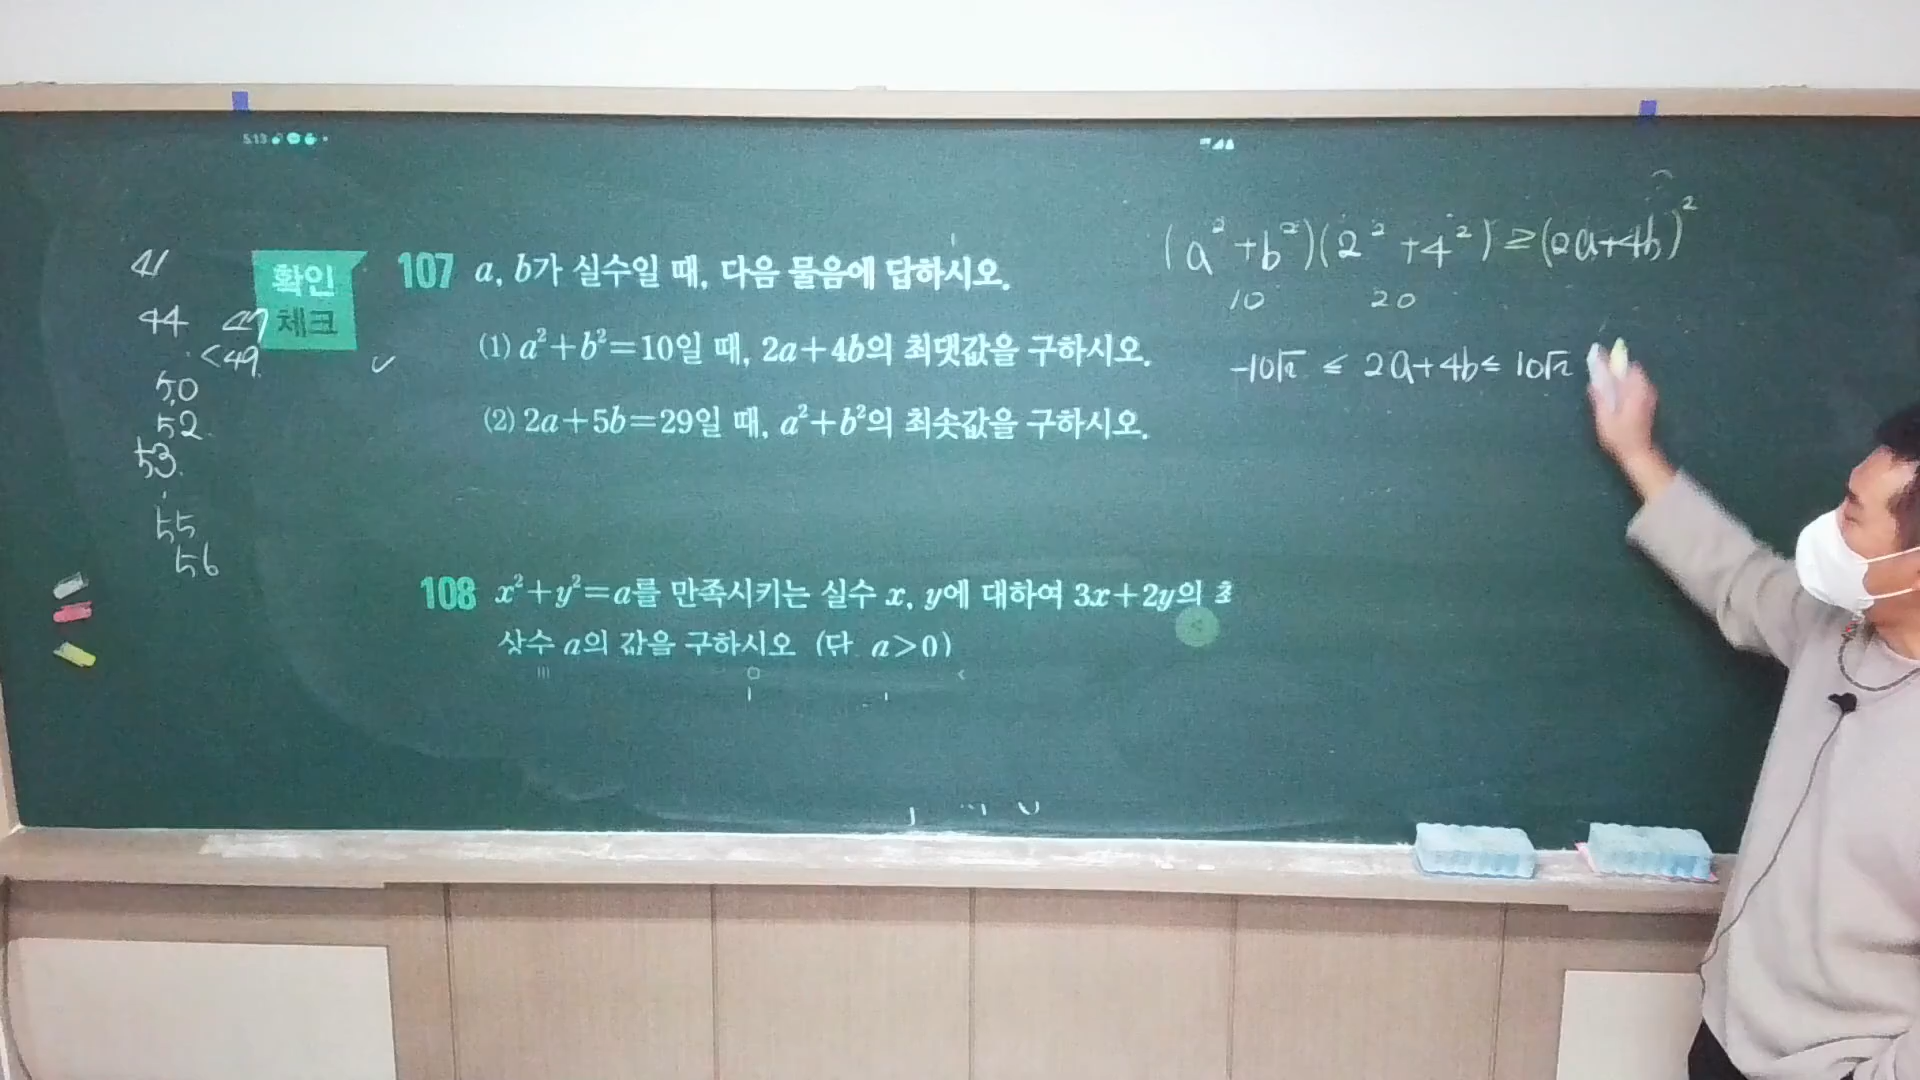 5:13
41
44 47
<49.
50
52.
53.
55
56
확인
체크
107 a, b가 실수일 때, 다음 물음에 답하시오.
(1) a²+b²=10일 때, 2a+4b의 최댓값을 구하시오.
(2) 2a+5b=29일 때, a²+b²의 최솟값을 구하시오.
108 x²+y²=a를 만족시키는 실수 x, y에 대하여 3x+2y의
상수 a의 값을 구하시오 (단 a>0)
(a²+b²)(2²+4²)≥(2a+4b)²
10 20
-10√2 ≤ 2a+4b ≤ 10√2